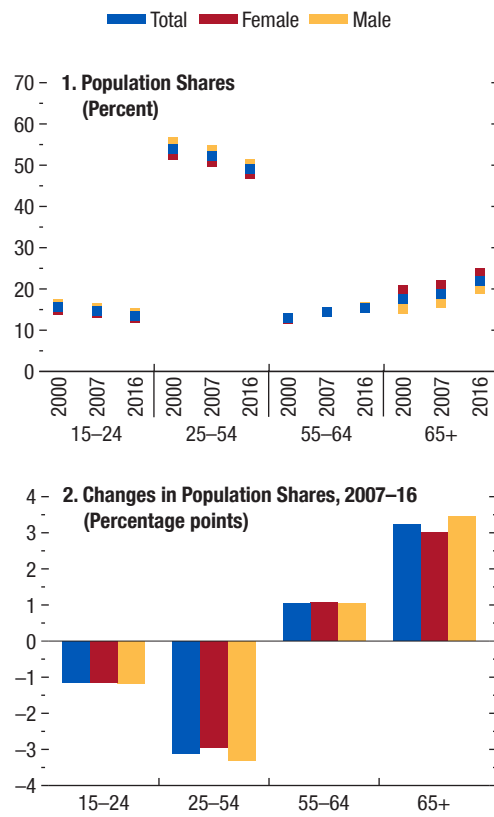 Total Female Male
1. Population Shares
(Percent)
70
60
50
40
30
20
10
0
2000 2007 2016 2000 2007 2016 2000 2007 2016 2000 2007 2016
15–24 25–54 55–64 65+
2. Changes in Population Shares, 2007–16
(Percentage points)
4
3
2
1
0
–1
–2
–3
–4
15–24 25–54 55–64 65+